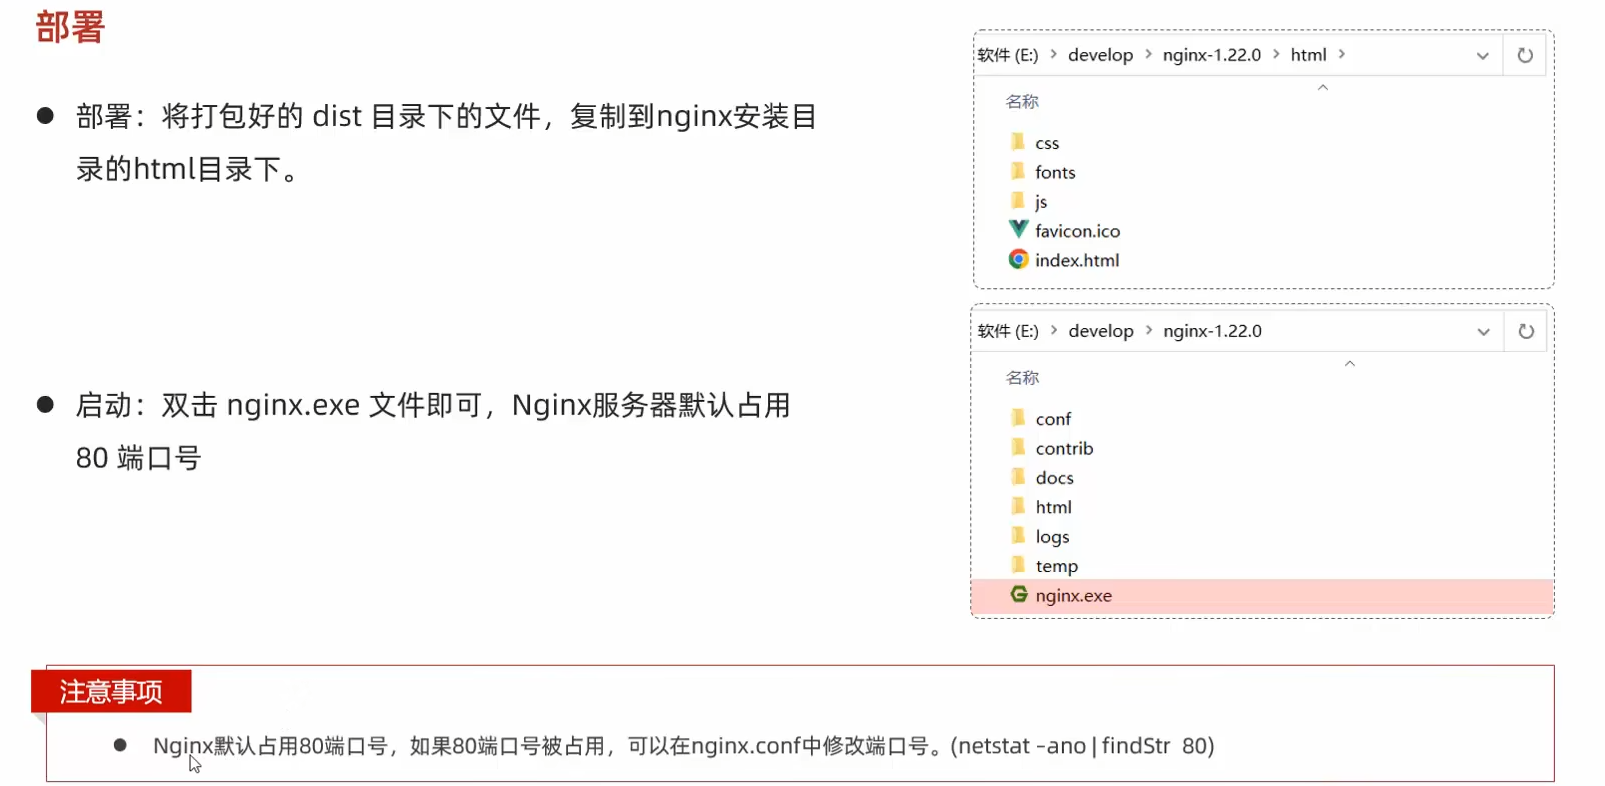 部署
部署：将打包好的 dist 目录下的文件，复制到nginx安装目
录的html目录下。
软件 (E:) > develop > nginx-1.22.0 > html >
名称
css
fonts
js
favicon.ico
index.html
启动：双击 nginx.exe 文件即可，Nginx服务器默认占用
80 端口号
软件 (E:) > develop > nginx-1.22.0
名称
conf
contrib
docs
html
logs
temp
nginx.exe
注意事项
Nginx默认占用80端口号，如果80端口号被占用，可以在nginx.conf中修改端口号。(netstat –ano | findStr 80)